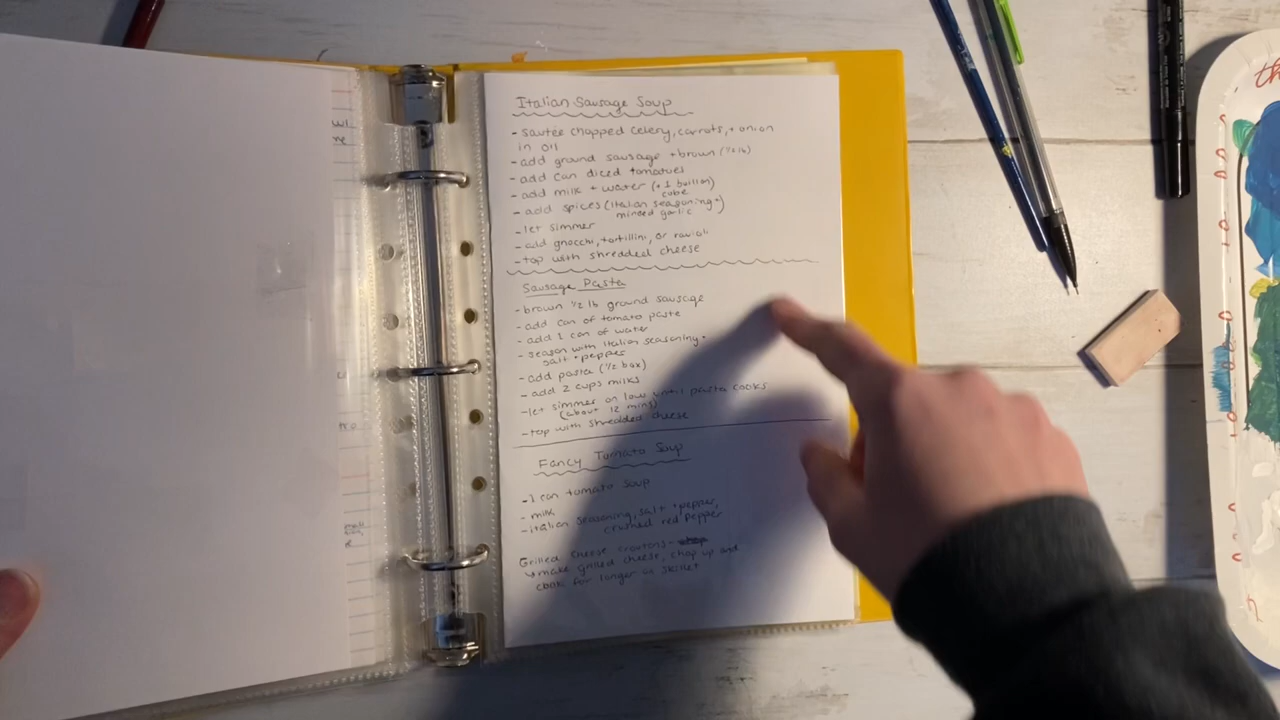 Italian Sausage Soup
- sautée chopped celery, carrots, + onion
in oil
- add ground sausage + brown (1/2 lb)
- add can diced tomatoes
- add milk + water (+ 1 bullion
cube
- add spices (italian seasoning +)
minced garlic
- let simmer
- add gnocchi, tortillini, or ravioli
- top with shredded cheese
Sausage Pasta
- brown 1/2 lb ground sausage
- add can of tomato paste
- add 1 can of water
- season with italian seasoning +
salt + pepper
- add pasta (1/2 box)
- add 2 cups milks
- let simmer on low until pasta cooks
(about 12 mins)
- top with shredded cheese
Fancy Tomato Soup
- 1 can tomato soup
- milk
- italian seasoning, salt + pepper,
crushed red pepper
Grilled cheese croutons -
↳ make grilled cheese, chop up and
cook for longer in skillet